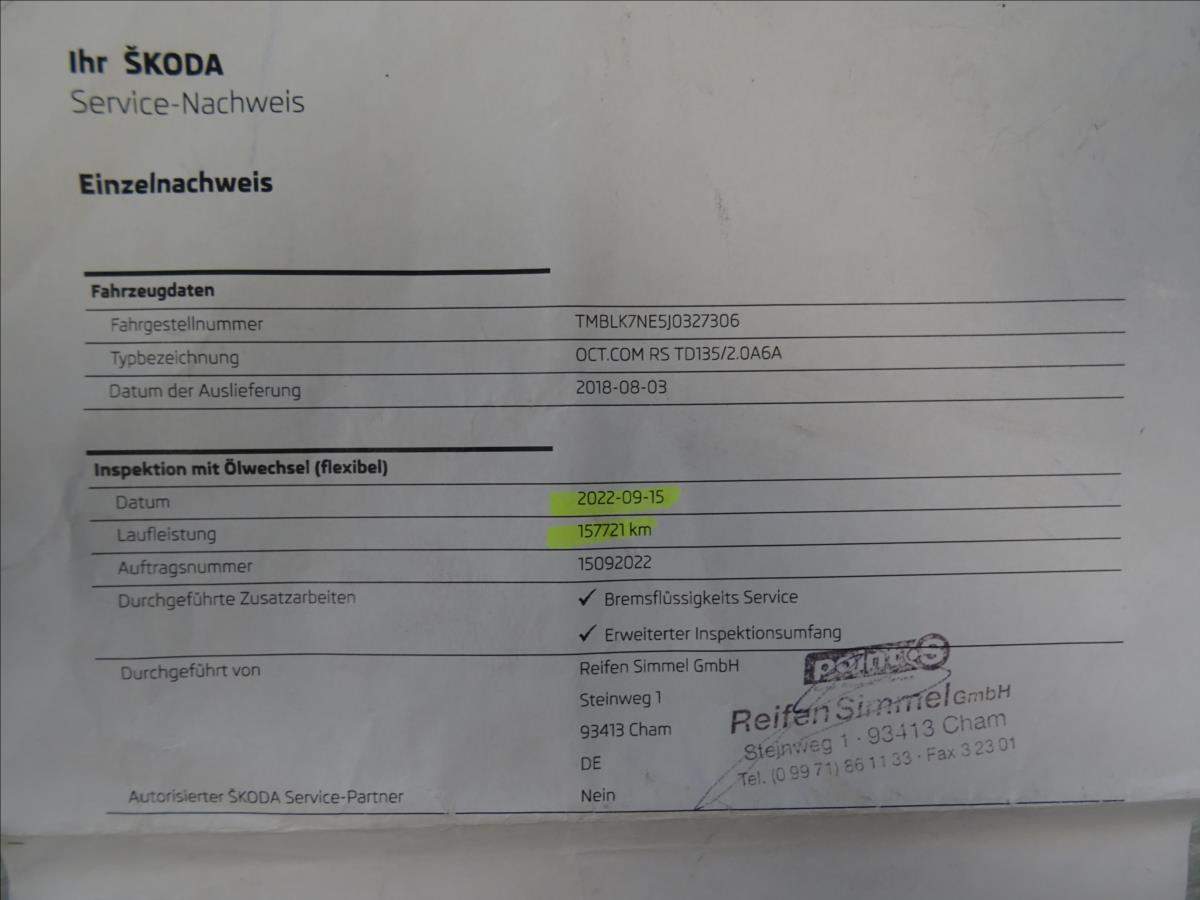 Ihr ŠKODA
Service-Nachweis
Einzelnachweis
Fahrzeugdaten
Fahrgestellnummer TMBLK7NE5J0327306
Typbezeichnung OCT.COM RS TD135/2.0A6A
Datum der Auslieferung 2018-08-03
Inspektion mit Ölwechsel (flexibel)
Datum 2022-09-15
Laufleistung 157721 km
Auftragsnummer 15092022
Durchgeführte Zusatzarbeiten ✓ Bremsflüssigkeits Service
✓ Erweiterter Inspektionsumfang
Durchgeführt von Reifen Simmel GmbH
Steinweg 1
93413 Cham
DE
Autorisierter ŠKODA Service-Partner Nein
point S
Reifen Simmel GmbH
Steinweg 1 · 93413 Cham
Tel. (0 99 71) 86 11 33 · Fax 3 23 01